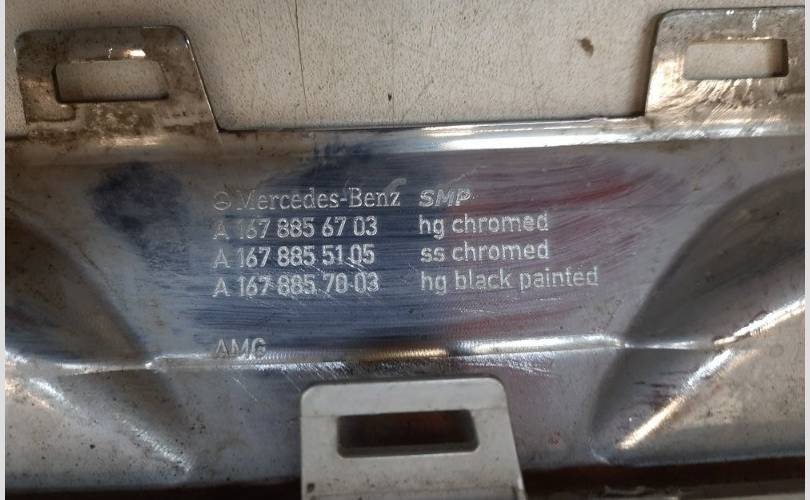 Mercedes-Benz SMP
A 167 885 67 03 hg chromed
A 167 885 51 05 ss chromed
A 167 885 70 03 hg black painted
AMG